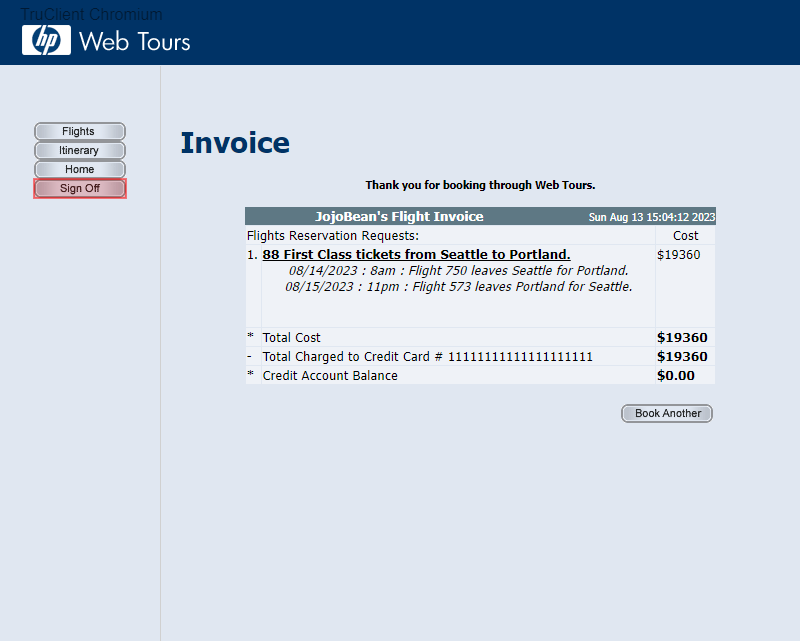 TruClient Chromium
hp Web Tours
Flights
Itinerary
Home
Sign Off
Invoice
Thank you for booking through Web Tours.
JojoBean's Flight Invoice Sun Aug 13 15:04:12 2023
Flights Reservation Requests: Cost
1. 88 First Class tickets from Seattle to Portland. $19360
08/14/2023 : 8am : Flight 750 leaves Seattle for Portland.
08/15/2023 : 11pm : Flight 573 leaves Portland for Seattle.
* Total Cost $19360
- Total Charged to Credit Card # 11111111111111111111 $19360
* Credit Account Balance $0.00
Book Another